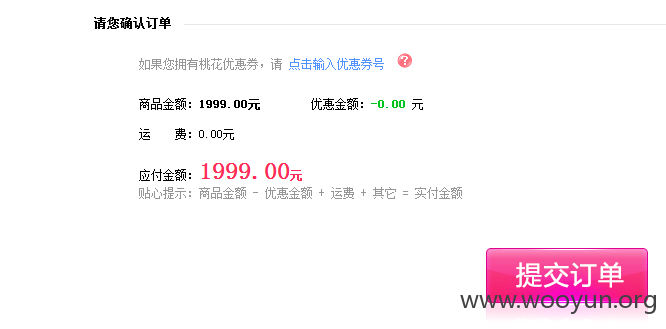 请您确认订单
如果您拥有桃花优惠券，请 点击输入优惠券号 ?
商品金额：1999.00元 优惠金额：-0.00 元
运 费：0.00元
应付金额：1999.00元
贴心提示：商品金额 - 优惠金额 + 运费 + 其它 = 实付金额
提交订单
www.wooyun.org